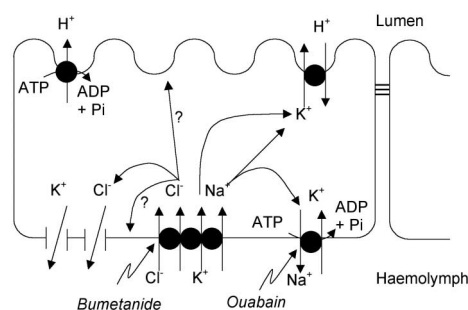 H+ H+ Lumen
ATP ADP
+ Pi
K+
?
K+ Cl- Cl- Na+ K+
?
ATP ADP
+ Pi
Cl- K+ Na+ Haemolymph
Bumetanide Ouabain